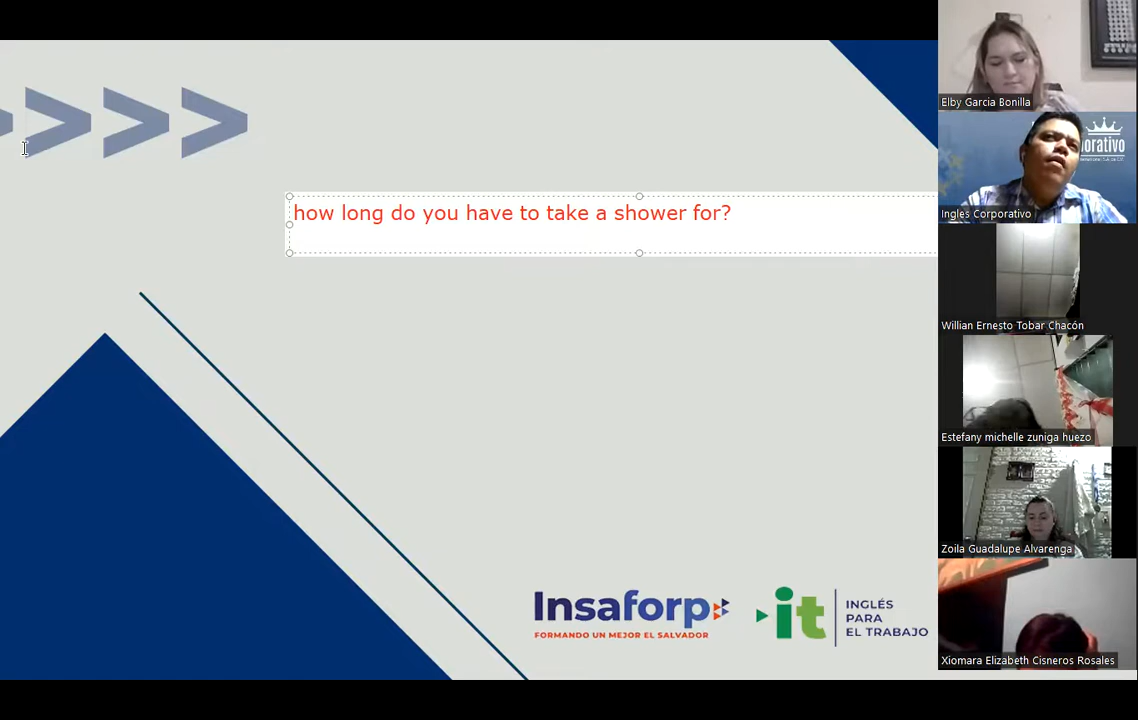 how long do you have to take a shower for?
Insaforp
FORMANDO UN MEJOR EL SALVADOR
it
INGLÉS
PARA
EL TRABAJO
Elby Garcia Bonilla
orativo
Ingles Corporativo
Willian Ernesto Tobar Chacón
Estefany michelle zuniga huezo
Zoila Guadalupe Alvarenga
Xiomara Elizabeth Cisneros Rosales